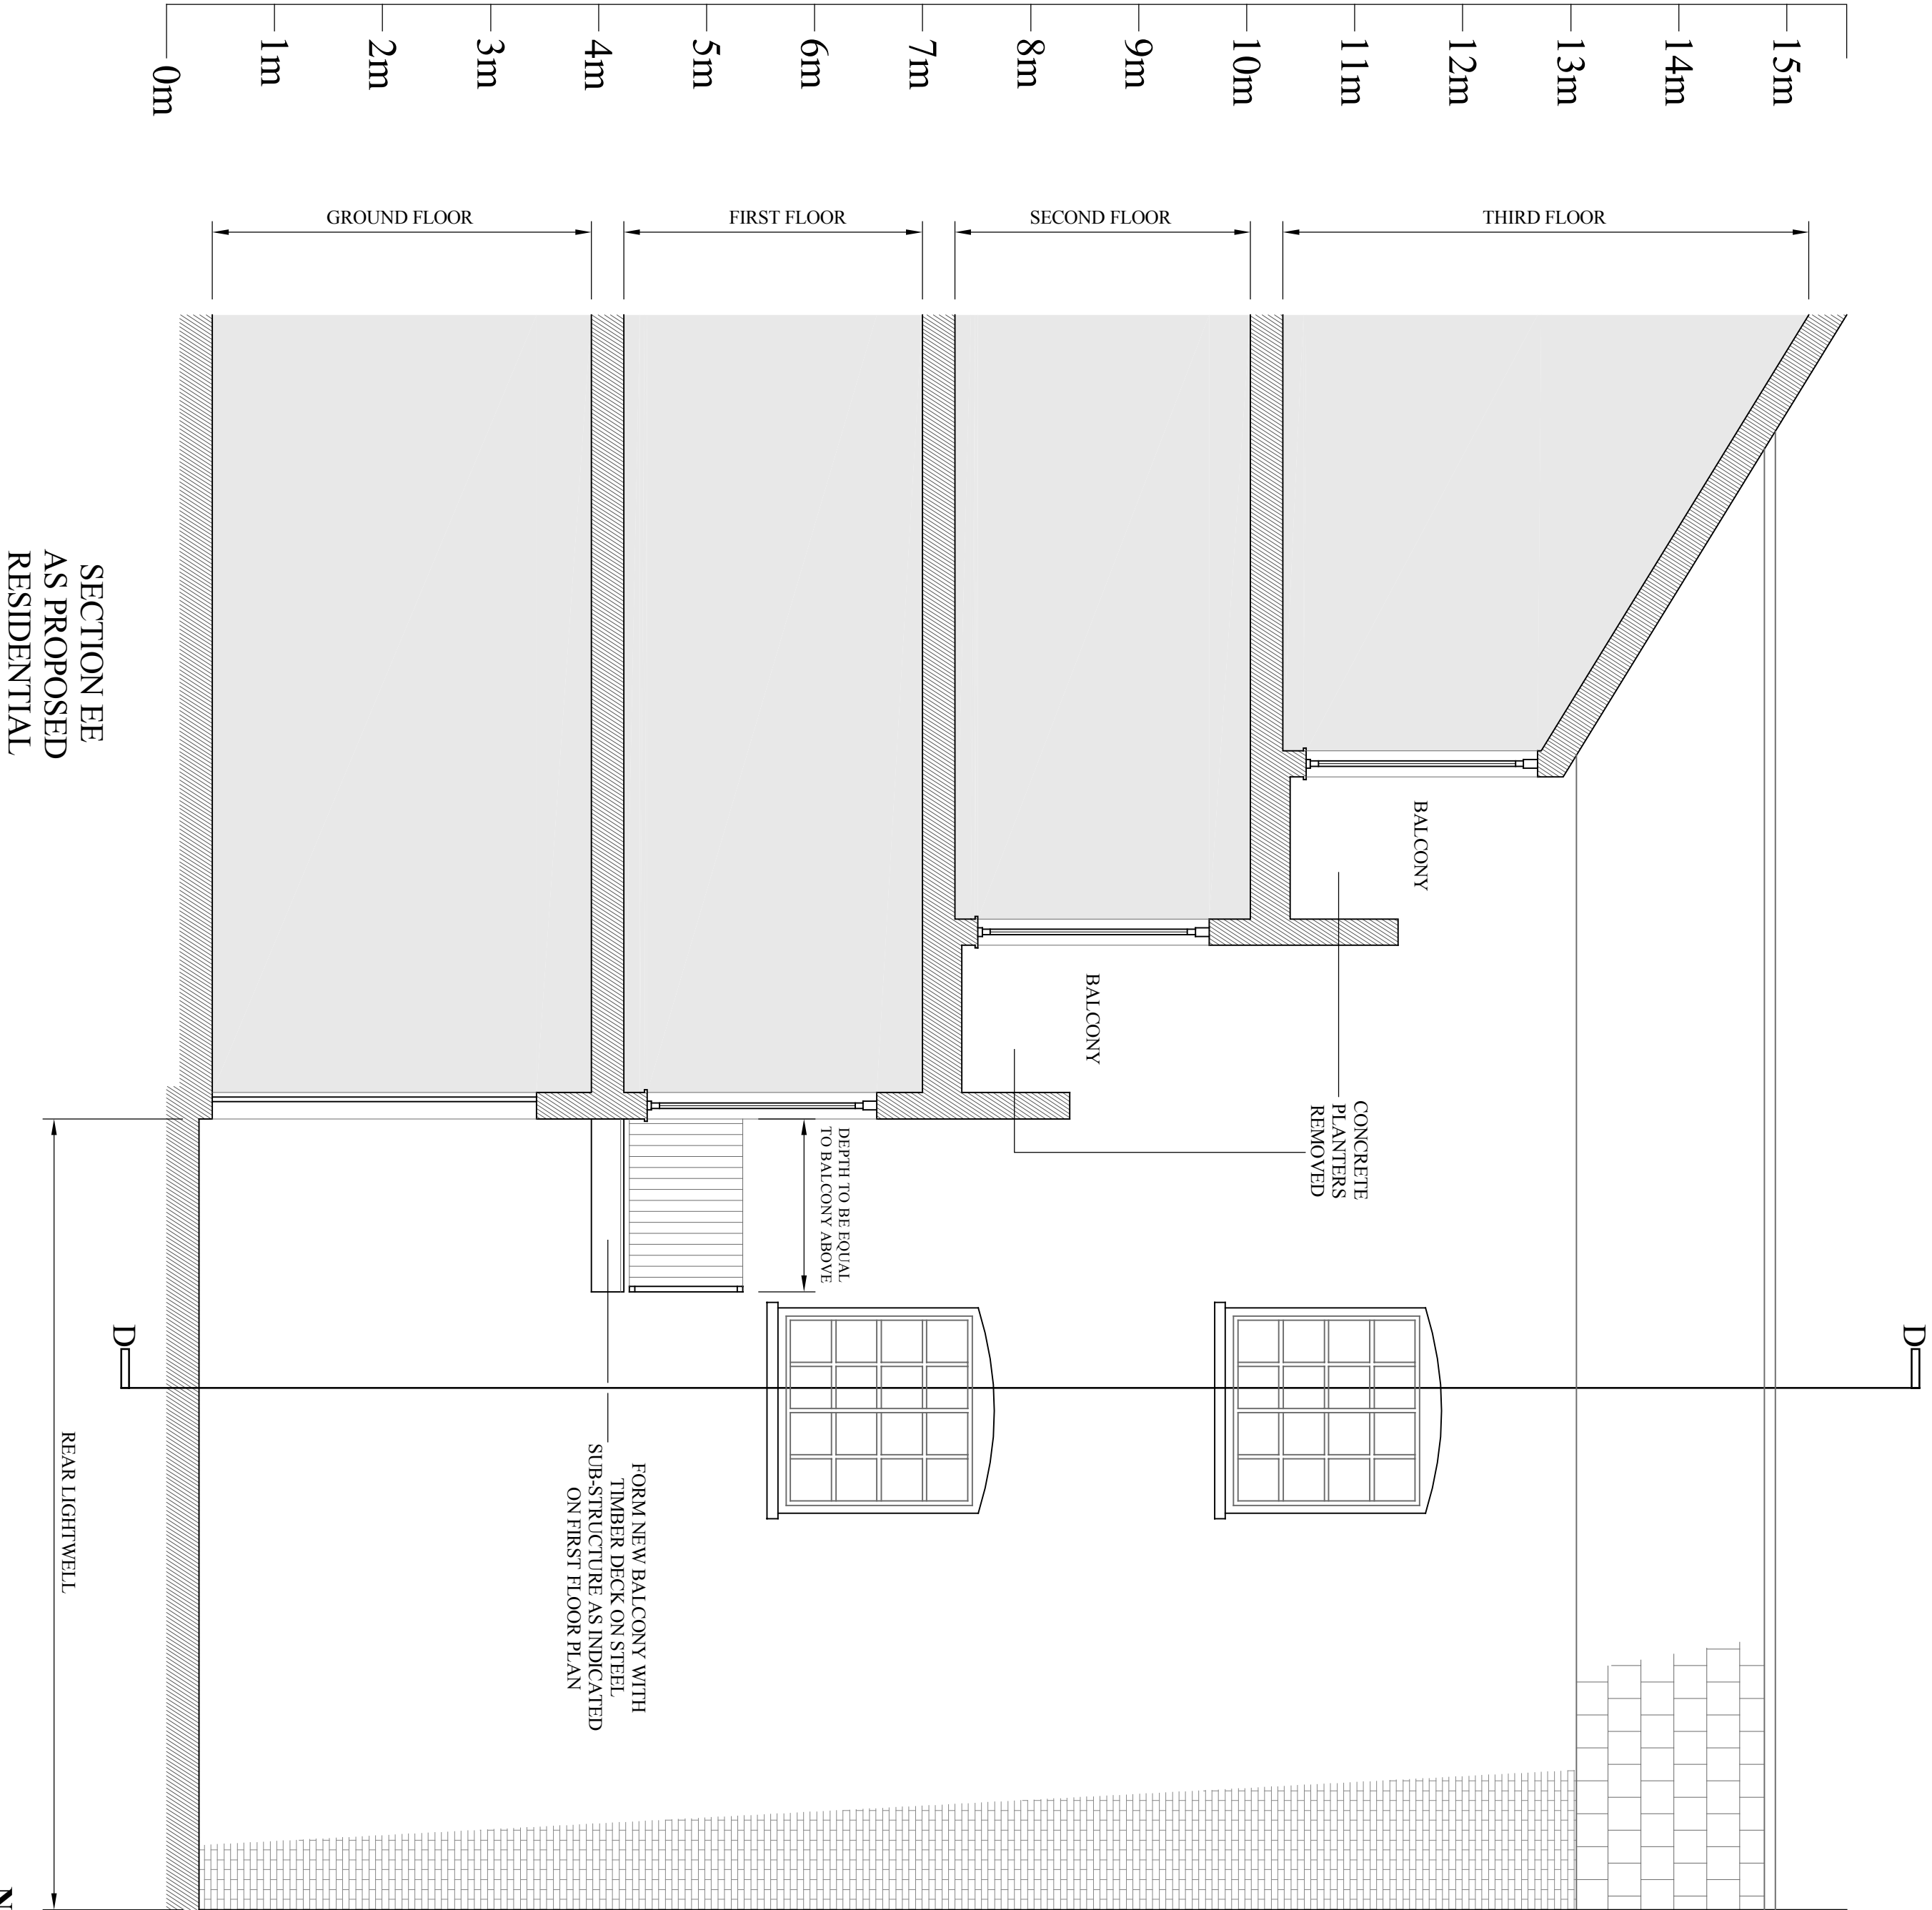 15m
14m
13m
12m
11m
10m
9m
8m
7m
6m
5m
4m
3m
2m
1m
0m
THIRD FLOOR
SECOND FLOOR
FIRST FLOOR
GROUND FLOOR
BALCONY
BALCONY
CONCRETE
PLANTERS
REMOVED
DEPTH TO BE EQUAL
TO BALCONY ABOVE
D
D
FORM NEW BALCONY WITH
TIMBER DECK ON STEEL
SUB-STRUCTURE AS INDICATED
ON FIRST FLOOR PLAN
REAR LIGHTWELL
SECTION EE
AS PROPOSED
RESIDENTIAL